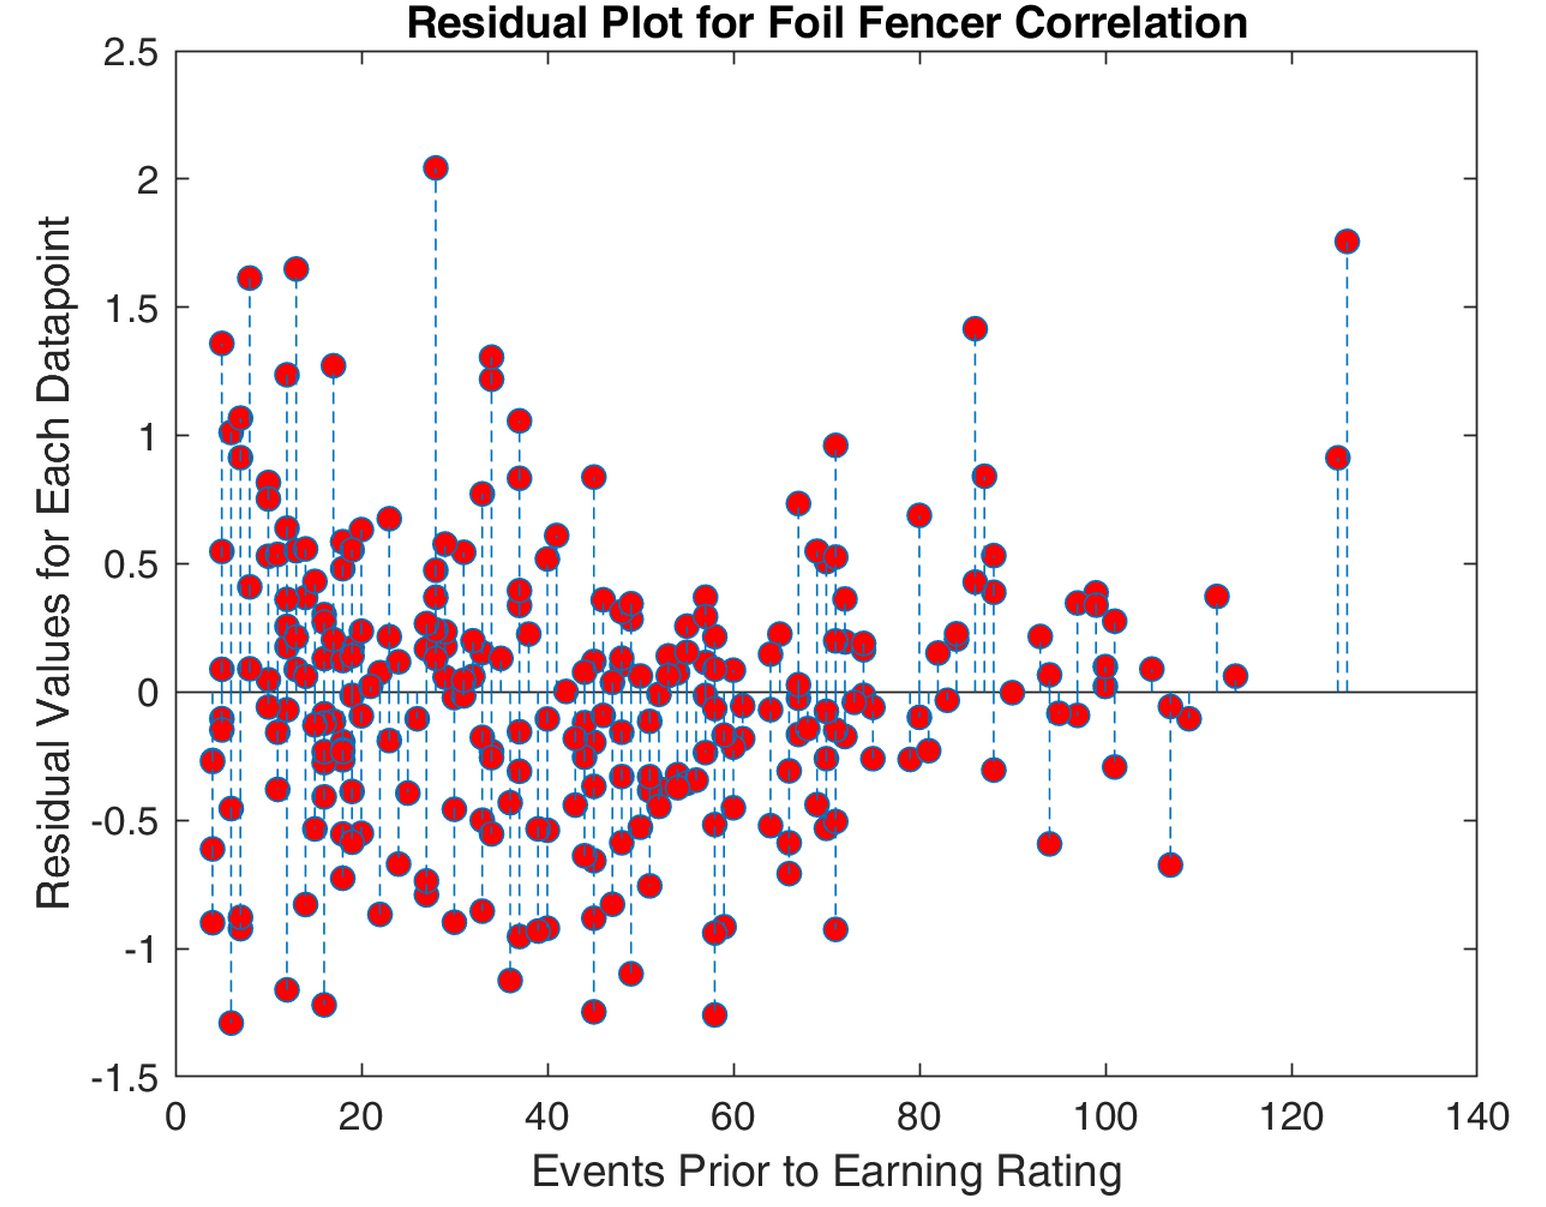 Residual Plot for Foil Fencer Correlation
2.5
2
1.5
1
0.5
0
-0.5
-1
-1.5
Residual Values for Each Datapoint
0 20 40 60 80 100 120 140
Events Prior to Earning Rating